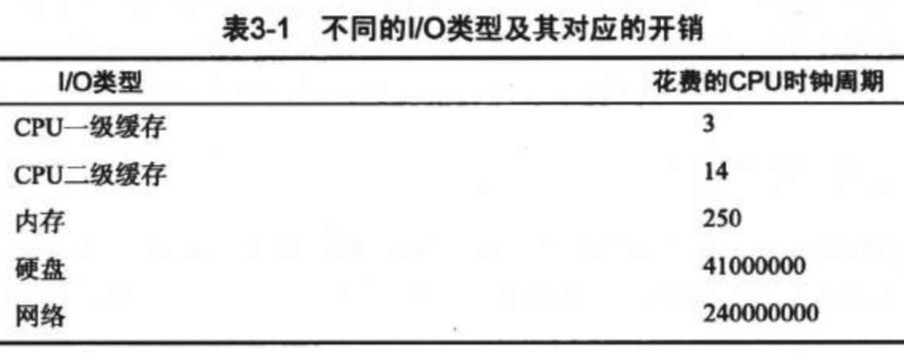 表3-1 不同的I/O类型及其对应的开销
I/O类型 花费的CPU时钟周期
CPU一级缓存 3
CPU二级缓存 14
内存 250
硬盘 41000000
网络 240000000